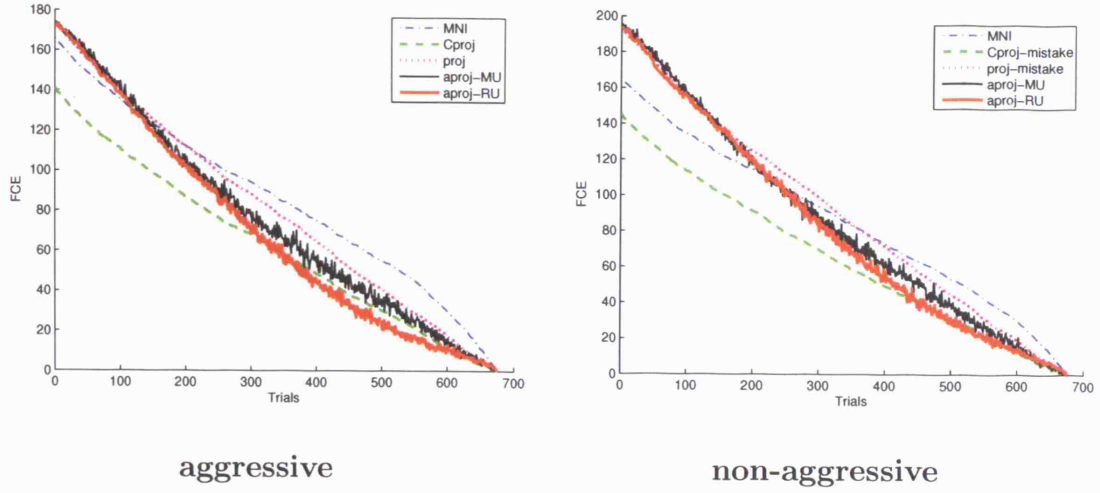 180
160
140
120
100
80
60
40
20
0
FCE
0 100 200 300 400 500 600 700
Trials
MNI
Cproj
proj
aproj-MU
aproj-RU
aggressive
200
180
160
140
120
100
80
60
40
20
0
FCE
0 100 200 300 400 500 600 700
Trials
MNI
Cproj-mistake
proj-mistake
aproj-MU
aproj-RU
non-aggressive